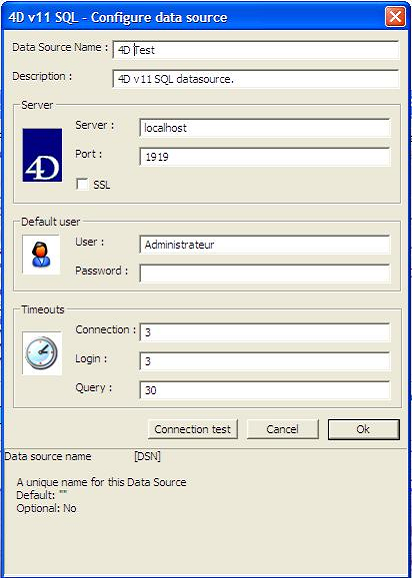 4D v11 SQL - Configure data source
Data Source Name : 4D Test
Description : 4D v11 SQL datasource.
Server
4D
Server : localhost
Port : 1919
SSL
Default user
User : Administrateur
Password :
Timeouts
Connection : 3
Login : 3
Query : 30
Connection test Cancel Ok
Data source name [DSN]
A unique name for this Data Source
Default: ""
Optional: No